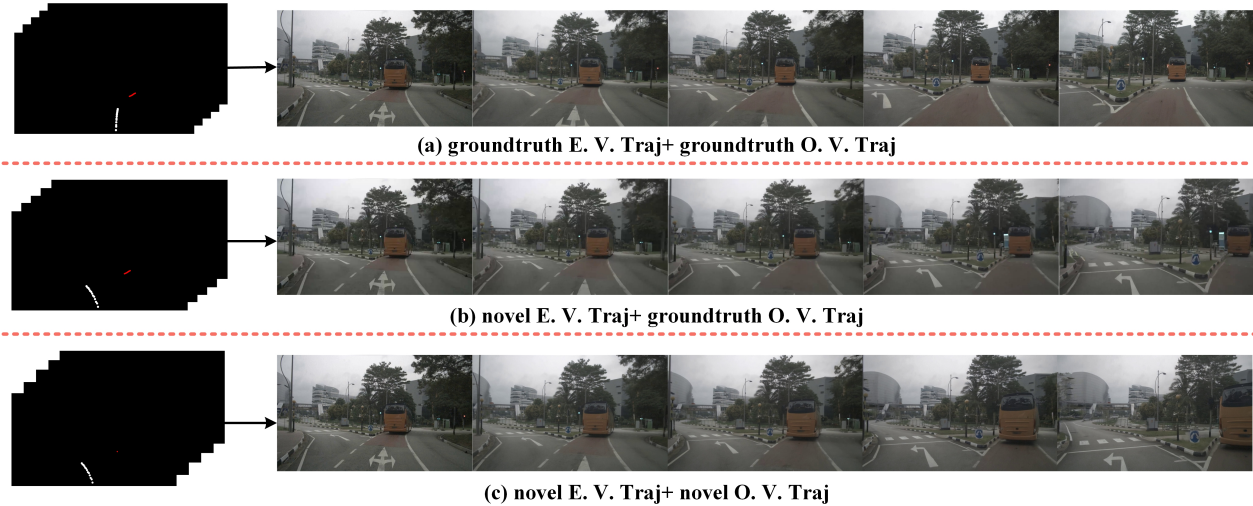 (a) groundtruth E. V. Traj+ groundtruth O. V. Traj
(b) novel E. V. Traj+ groundtruth O. V. Traj
(c) novel E. V. Traj+ novel O. V. Traj